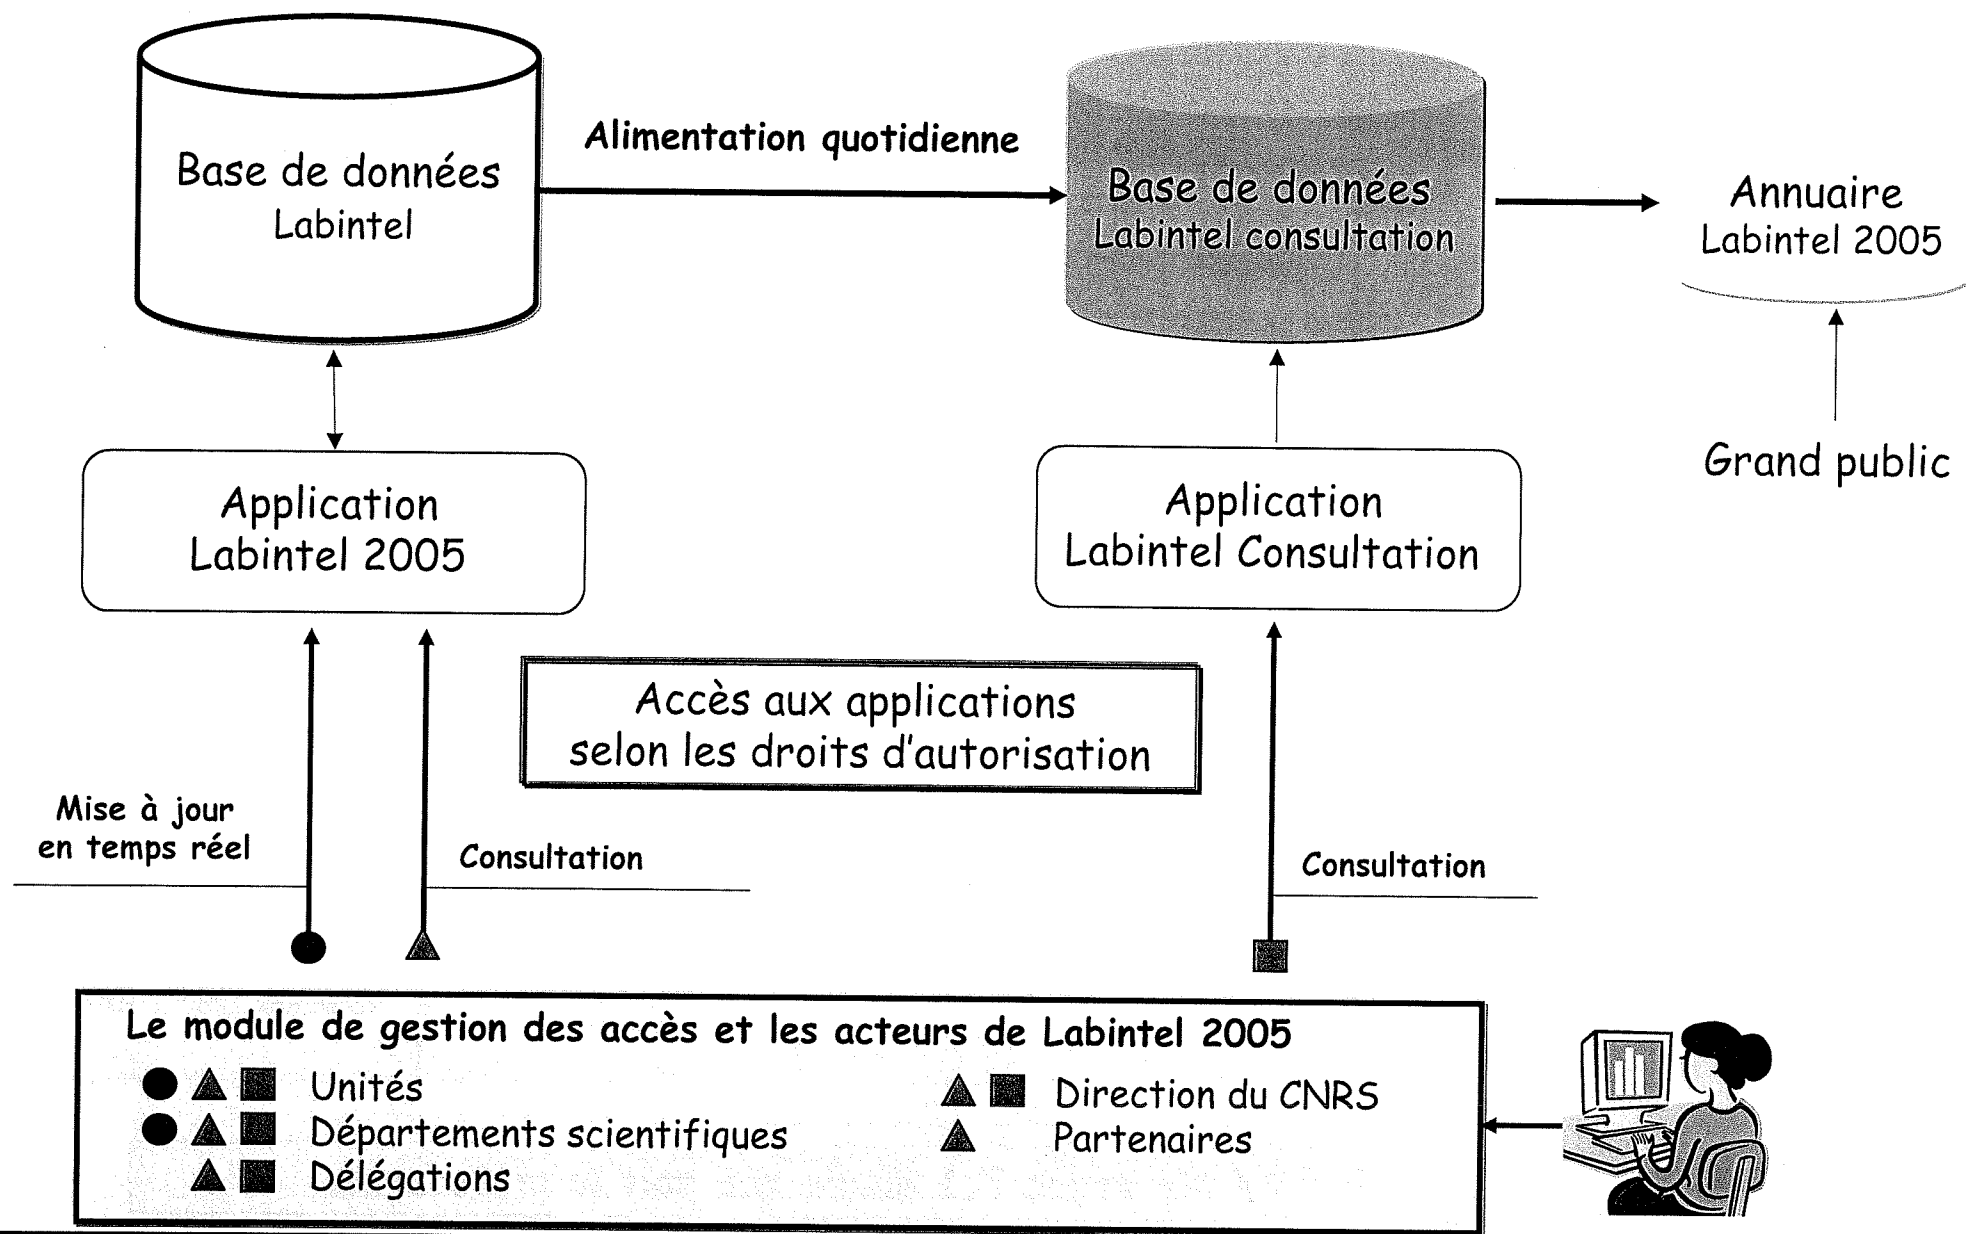 Base de données
Labintel
Alimentation quotidienne
Base de données
Labintel consultation
Annuaire
Labintel 2005
Grand public
Application
Labintel 2005
Application
Labintel Consultation
Accès aux applications
selon les droits d'autorisation
Mise à jour
en temps réel
Consultation
Consultation
Le module de gestion des accès et les acteurs de Labintel 2005
Unités
Départements scientifiques
Délégations
Direction du CNRS
Partenaires